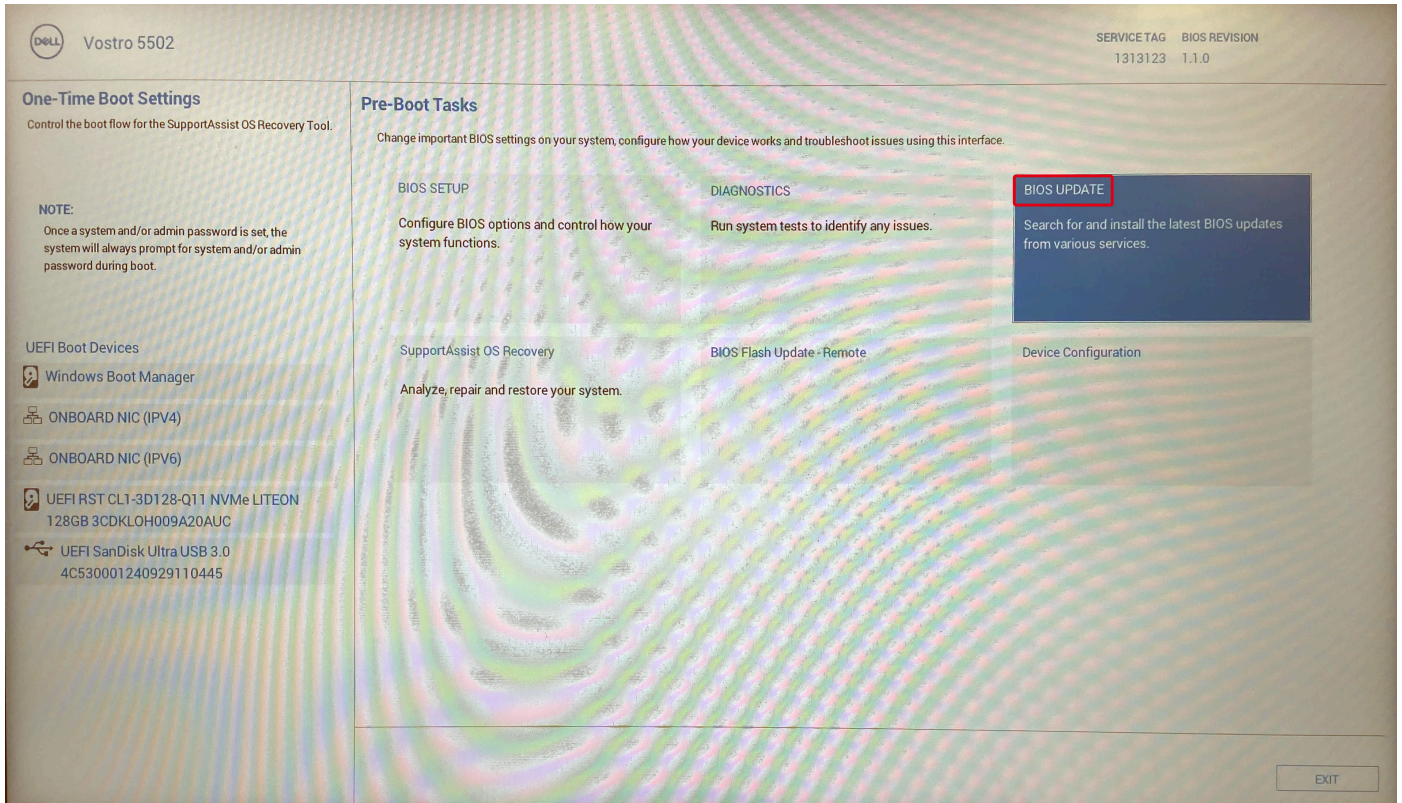 DELL
Vostro 5502
SERVICE TAG BIOS REVISION
1313123 1.1.0
One-Time Boot Settings
Control the boot flow for the SupportAssist OS Recovery Tool.
NOTE:
Once a system and/or admin password is set, the
system will always prompt for system and/or admin
password during boot.
UEFI Boot Devices
Windows Boot Manager
ONBOARD NIC (IPV4)
ONBOARD NIC (IPV6)
UEFI RST CL1-3D128-Q11 NVMe LITEON
128GB 3CDKLOH009A20AUC
UEFI SanDisk Ultra USB 3.0
4C530001240929110445
Pre-Boot Tasks
Change important BIOS settings on your system, configure how your device works and troubleshoot issues using this interface.
BIOS SETUP
Configure BIOS options and control how your
system functions.
DIAGNOSTICS
Run system tests to identify any issues.
BIOS UPDATE
Search for and install the latest BIOS updates
from various services.
SupportAssist OS Recovery
Analyze, repair and restore your system.
BIOS Flash Update - Remote
Device Configuration
EXIT